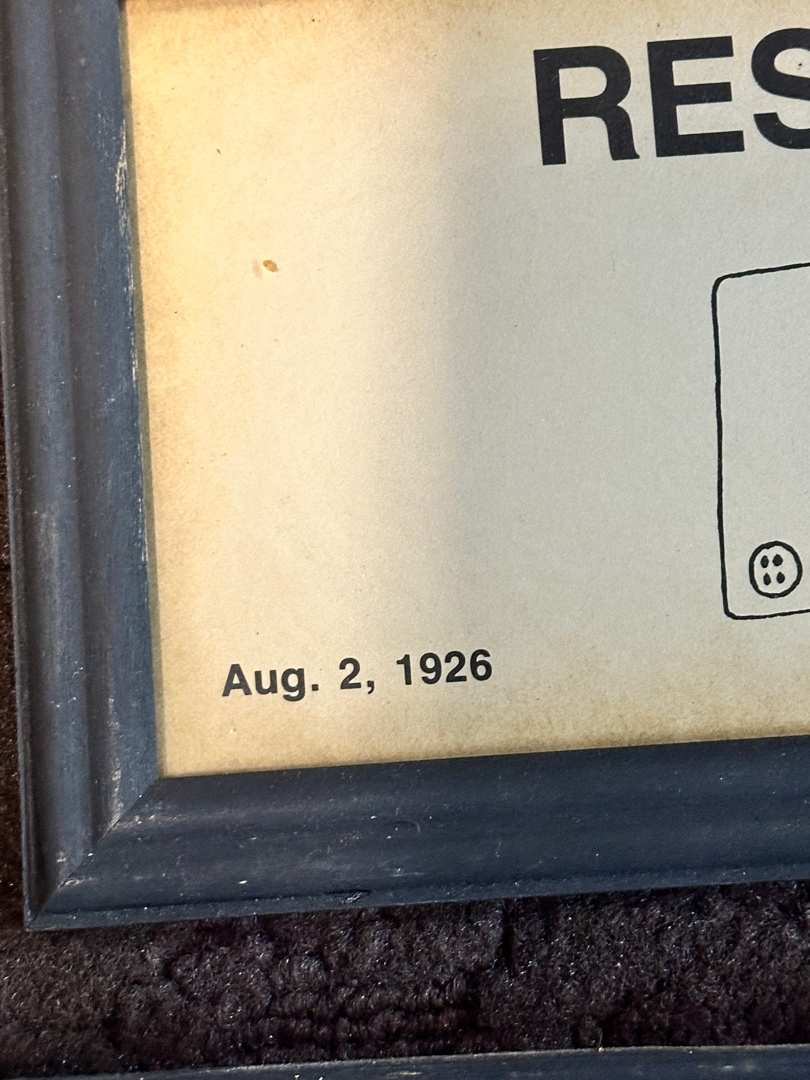 RES
Aug. 2, 1926